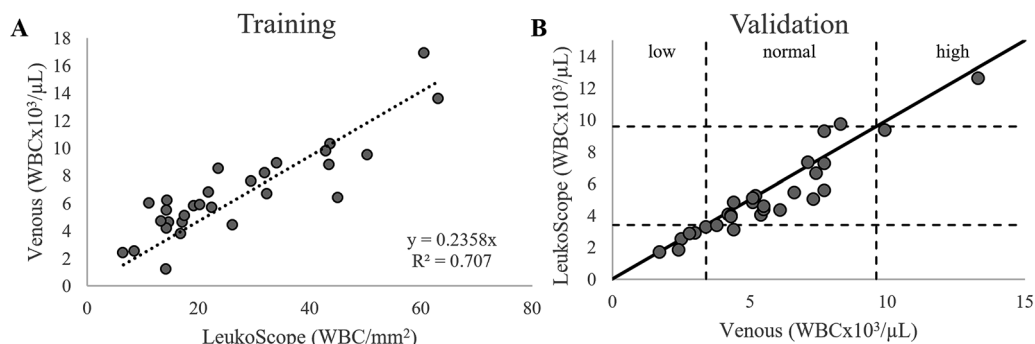 A
Training
Venous (WBCx10³/µL)
18
16
14
12
10
8
6
4
2
0
y = 0.2358x
R² = 0.707
0 20 40 60 80
LeukoScope (WBC/mm²)
B
Validation
LeukoScope (WBCx10³/µL)
low normal high
14
12
10
8
6
4
2
0
0 5 10 15
Venous (WBCx10³/µL)